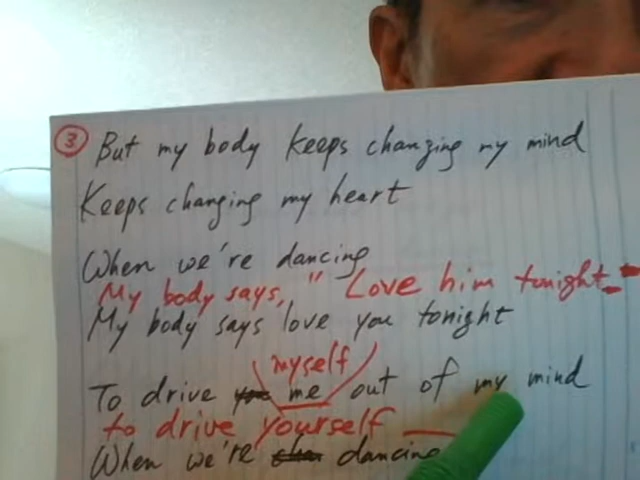 ③ But my body keeps changing my mind
Keeps changing my heart
When we're dancing
My body says, " Love him tonight
My body says love you tonight
myself
To drive me out of my mind
to drive yourself
When we're dancing